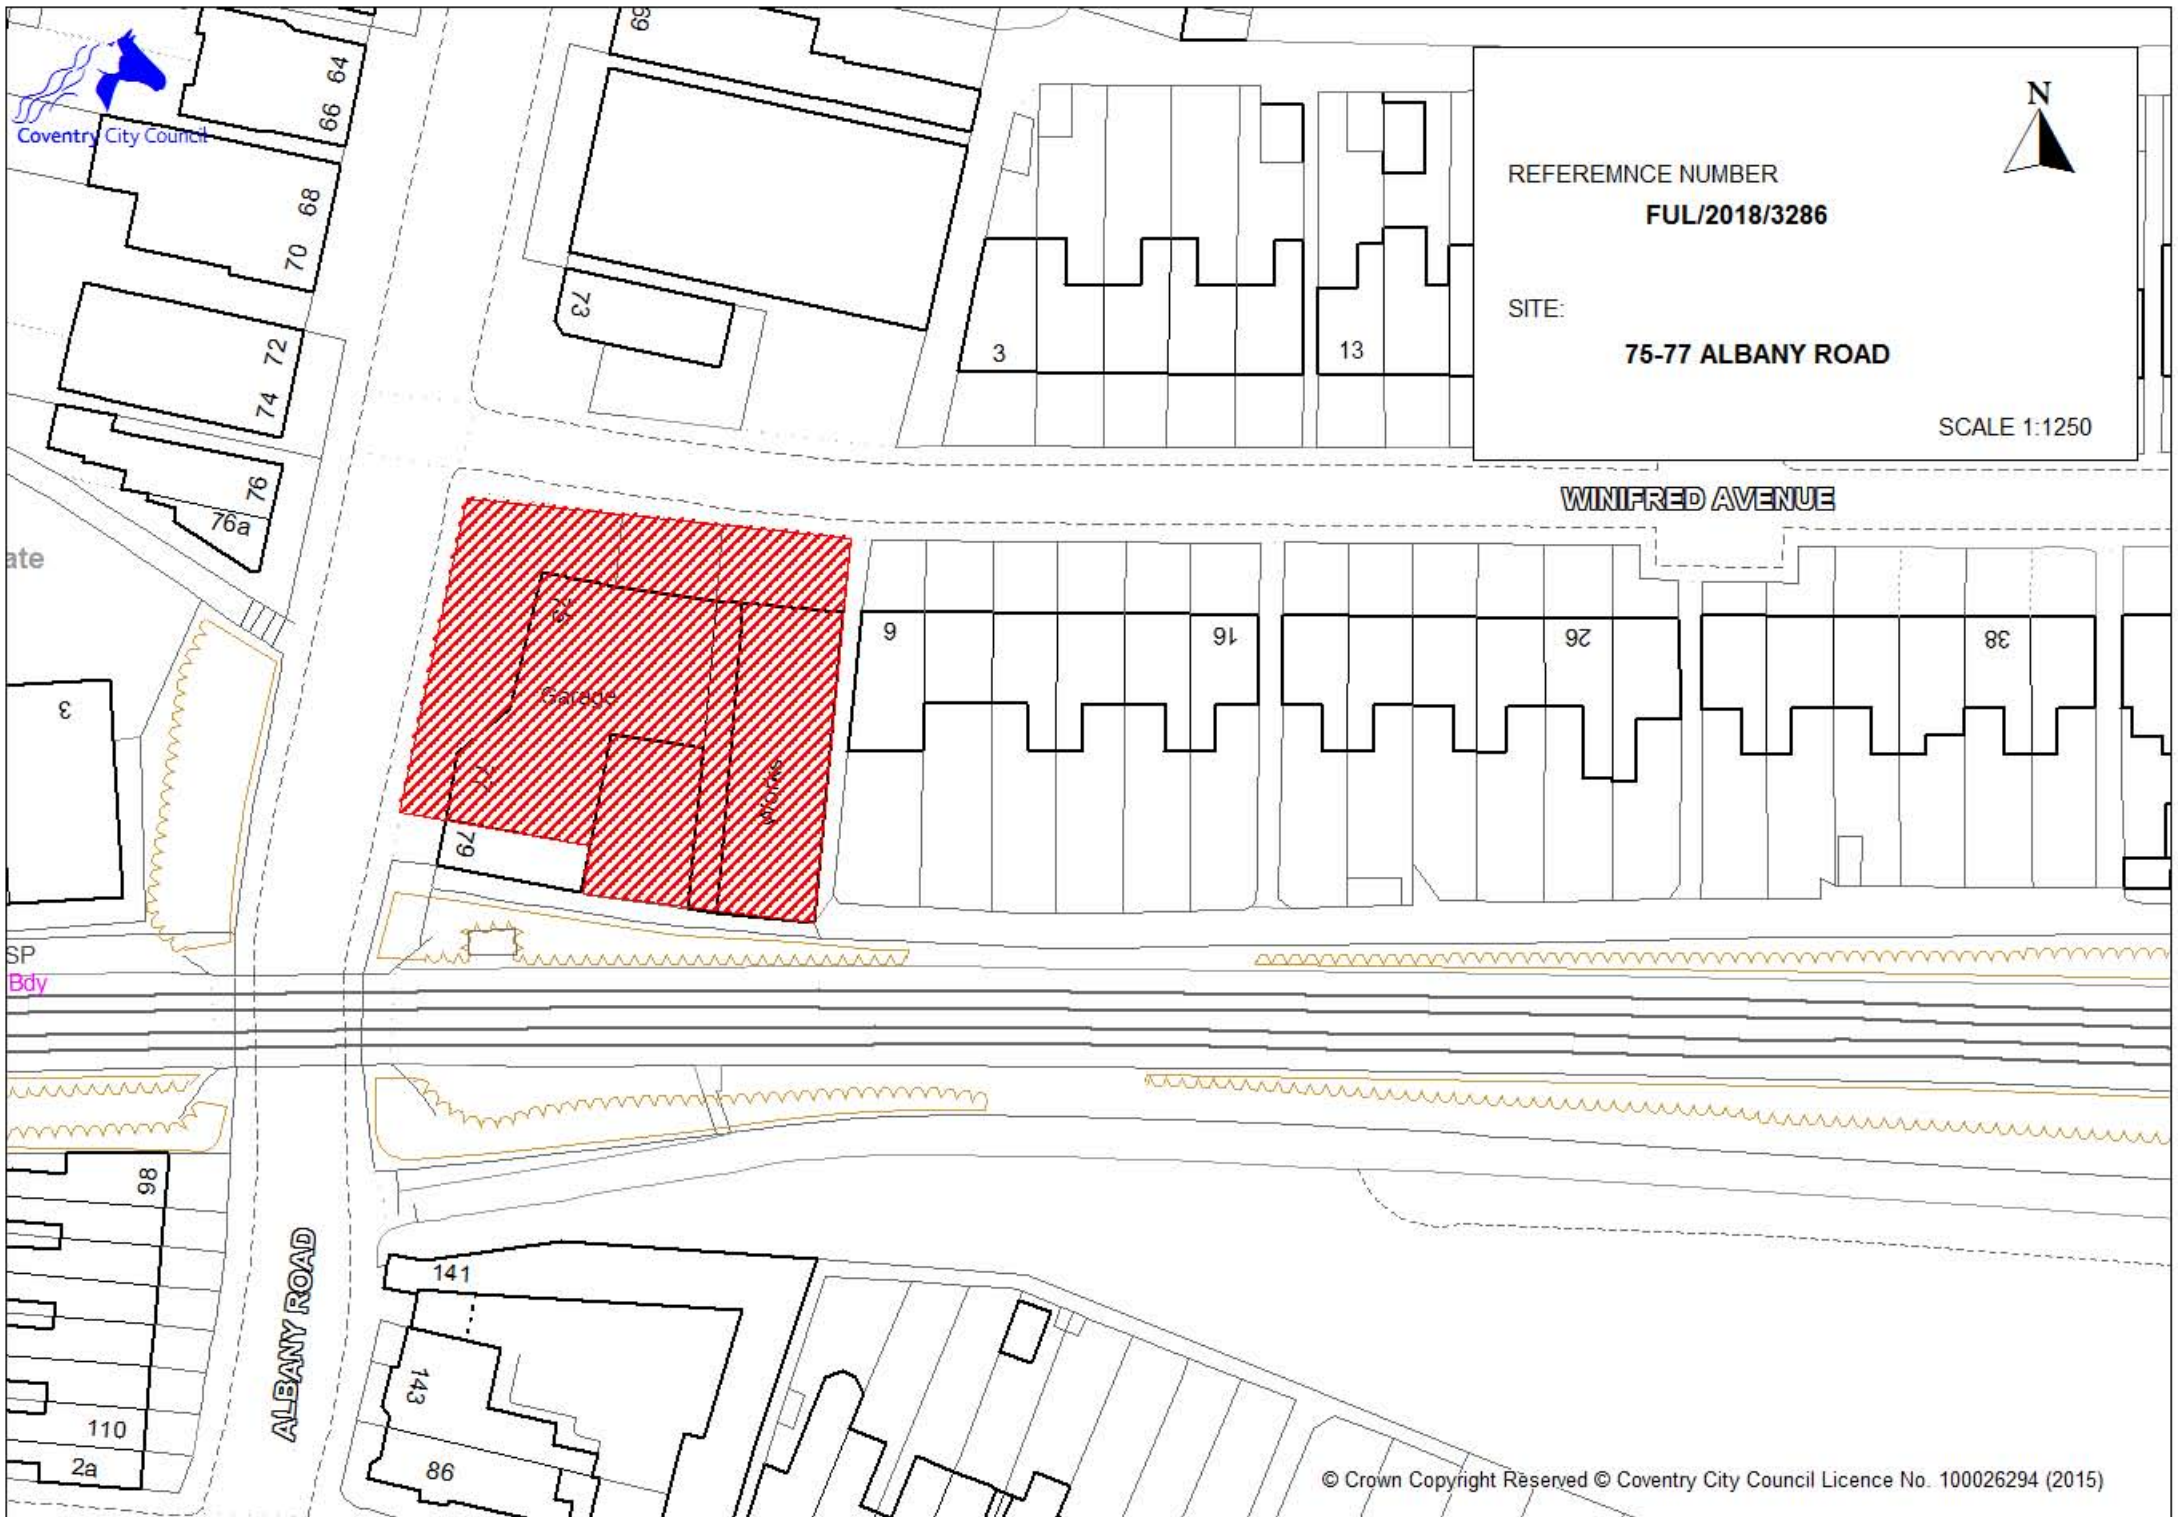 Coventry City Council
64
66
68
70
72
74
76
76a
69
73
3
13
REFEREMNCE NUMBER
FUL/2018/3286
SITE:
75-77 ALBANY ROAD
SCALE 1:1250
N
WINIFRED AVENUE
ate
Garage
77
Works
79
6
16
26
38
3
SP
Bdy
98
110
2a
ALBANY ROAD
141
143
86
© Crown Copyright Reserved © Coventry City Council Licence No. 100026294 (2015)